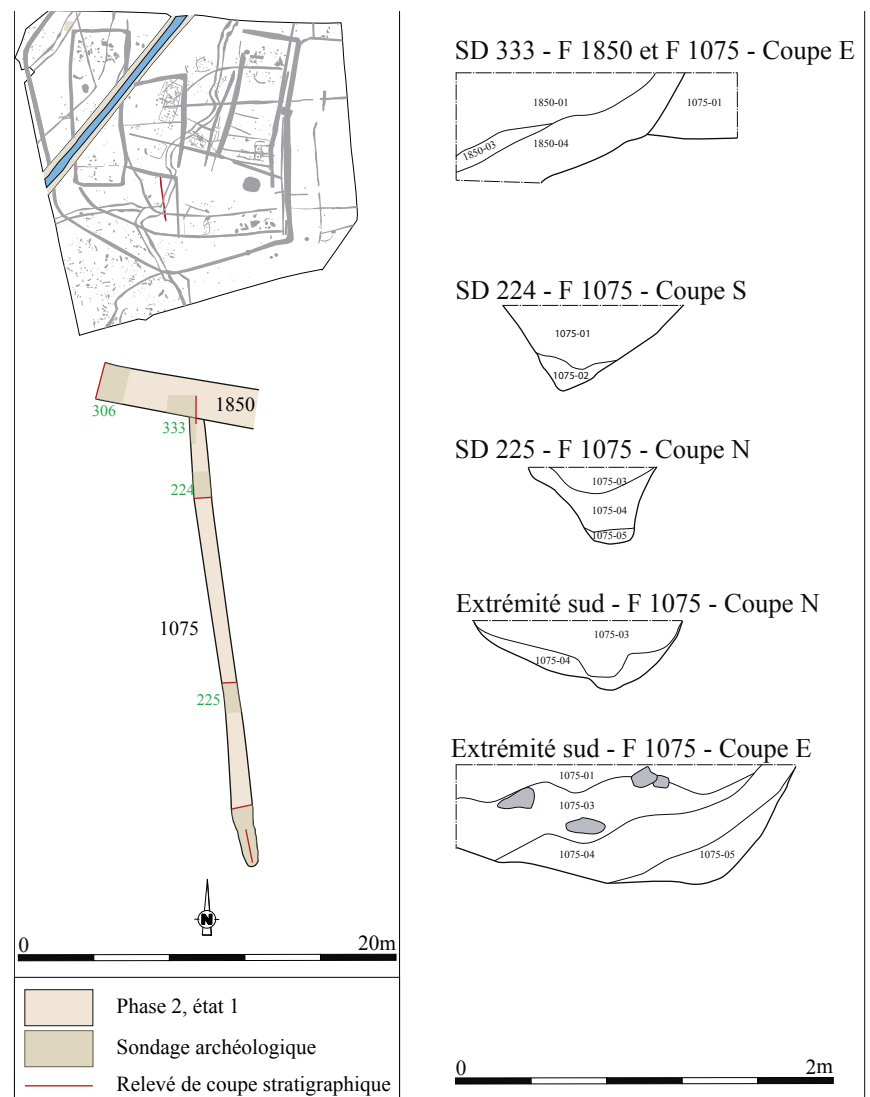 306
333
1850
224
1075
225
N
0 20m
Phase 2, état 1
Sondage archéologique
Relevé de coupe stratigraphique
SD 333 - F 1850 et F 1075 - Coupe E
1850-01
1075-01
1850-03
1850-04
SD 224 - F 1075 - Coupe S
1075-01
1075-02
SD 225 - F 1075 - Coupe N
1075-03
1075-04
1075-05
Extrémité sud - F 1075 - Coupe N
1075-03
1075-04
Extrémité sud - F 1075 - Coupe E
1075-01
1075-03
1075-04
1075-05
0 2m